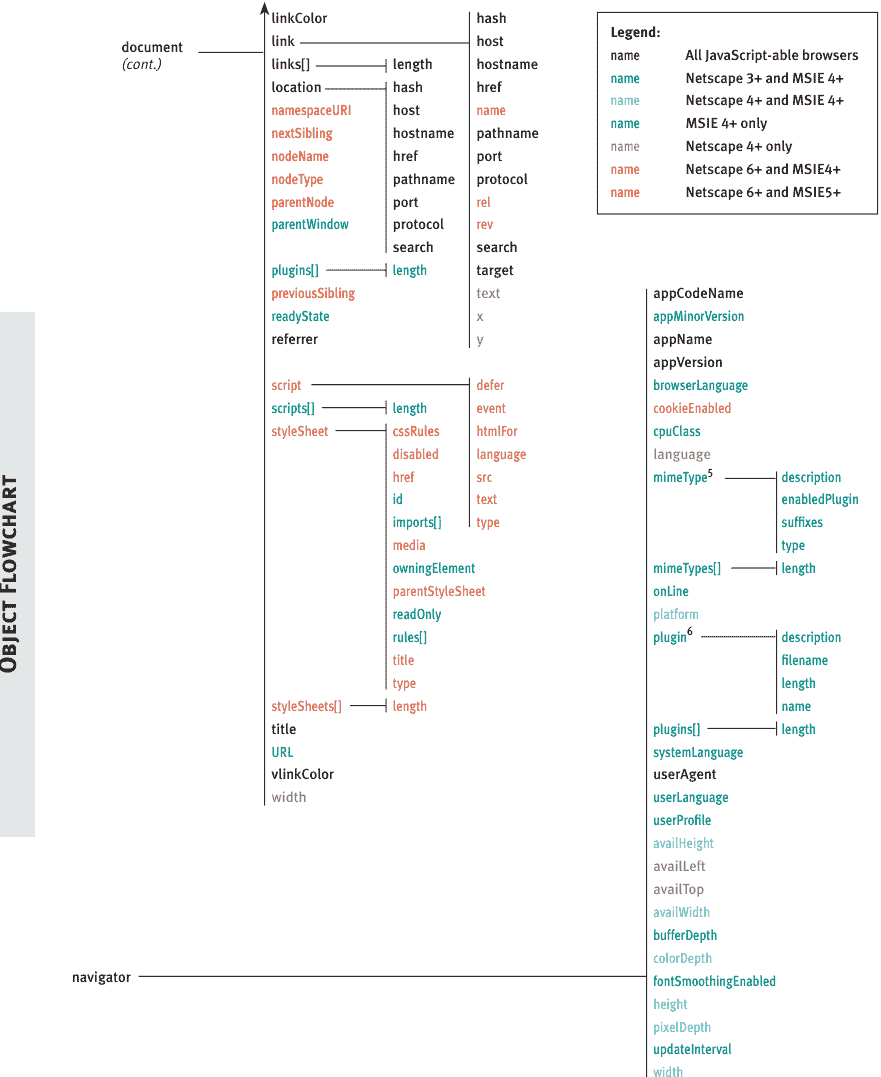 OBJECT FLOWCHART
document
(cont.)
linkColor
link
links[]
location
namespaceURI
nextSibling
nodeName
nodeType
parentNode
parentWindow
plugins[]
previousSibling
readyState
referrer
script
scripts[]
styleSheet
styleSheets[]
title
URL
vlinkColor
width
length
hash
host
hostname
href
pathname
port
protocol
search
length
length
cssRules
disabled
href
id
imports[]
media
owningElement
parentStyleSheet
readOnly
rules[]
title
type
length
hash
host
hostname
href
name
pathname
port
protocol
rel
rev
search
target
text
x
y
defer
event
htmlFor
language
src
text
type
Legend:
name All JavaScript-able browsers
name Netscape 3+ and MSIE 4+
name Netscape 4+ and MSIE 4+
name MSIE 4+ only
name Netscape 4+ only
name Netscape 6+ and MSIE4+
name Netscape 6+ and MSIE5+
navigator
appCodeName
appMinorVersion
appName
appVersion
browserLanguage
cookieEnabled
cpuClass
language
mimeType5
mimeTypes[]
onLine
platform
plugin6
plugins[]
systemLanguage
userAgent
userLanguage
userProfile
availHeight
availLeft
availTop
availWidth
bufferDepth
colorDepth
fontSmoothingEnabled
height
pixelDepth
updateInterval
width
description
enabledPlugin
suffixes
type
length
description
filename
length
name
length